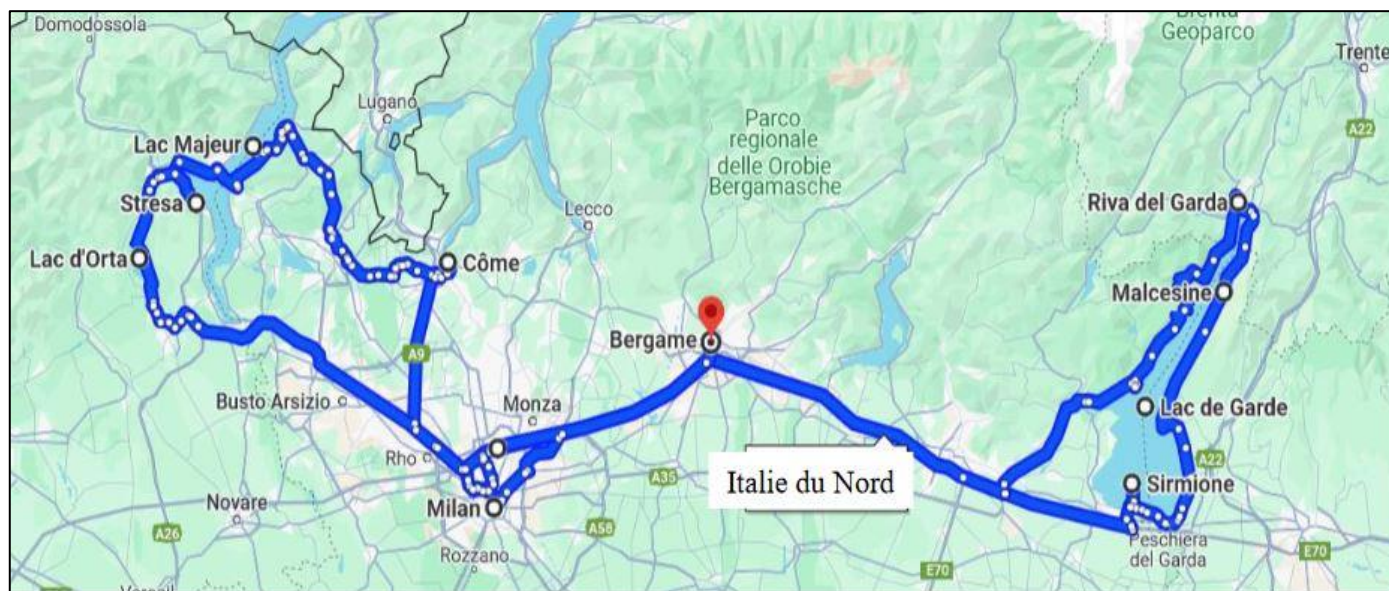 Domodossola
Brenta
Geoparco
Trente
Lugano
A22
Parco
regionale
delle Orobie
Bergamasche
Lac Majeur
Stresa
Lecco
Riva del Garda
Lac d'Orta
Côme
Malcesine
Bergame
A9
Busto Arsizio
Monza
Lac de Garde
Rho
A35
Italie du Nord
A22
Sirmione
Novare
Milan
A26
A58
Rozzano
Peschiera
del Garda
E70
E70